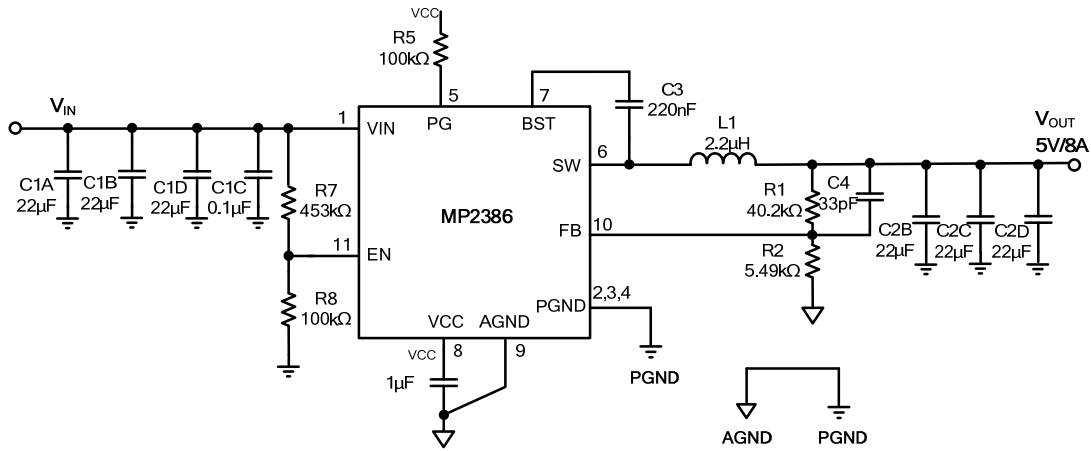 VCC
R5
100kΩ
5
7
C3
220nF
VIN
1
VIN
PG
BST
L1
2.2µH
6
SW
VOUT
5V/8A
C1A
22µF
C1B
22µF
C1D
22µF
C1C
0.1µF
R7
453kΩ
MP2386
R1
40.2kΩ
C4
33pF
FB
10
11
EN
R2
5.49kΩ
C2B
22µF
C2C
22µF
C2D
22µF
R8
100kΩ
PGND
2,3,4
VCC
AGND
VCC
8
9
1µF
PGND
AGND
PGND